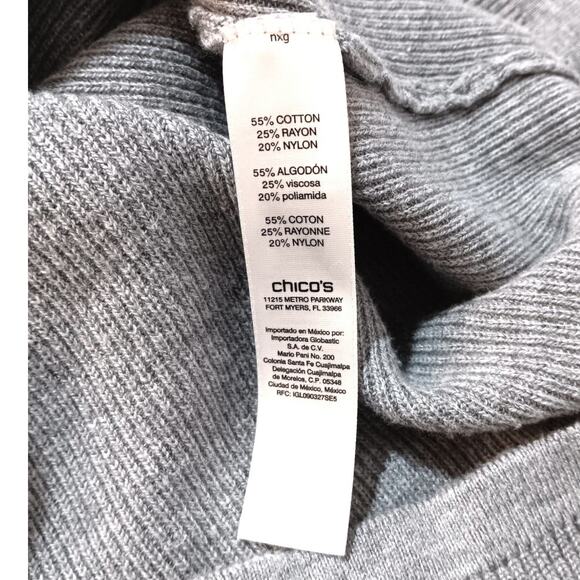 nxg
55% COTTON
25% RAYON
20% NYLON
55% ALGODÓN
25% viscosa
20% poliamida
55% COTON
25% RAYONNE
20% NYLON
chico's
11215 METRO PARKWAY
FORT MYERS, FL 33966
Importado en México por:
Importadora Globastic
S.A. de C.V.
Mario Pani No. 200
Colonia Santa Fe Cuajimalpa
Delegación Cuajimalpa
de Morelos, C.P. 05348
Ciudad de México, México
RFC: IGL090327SE5